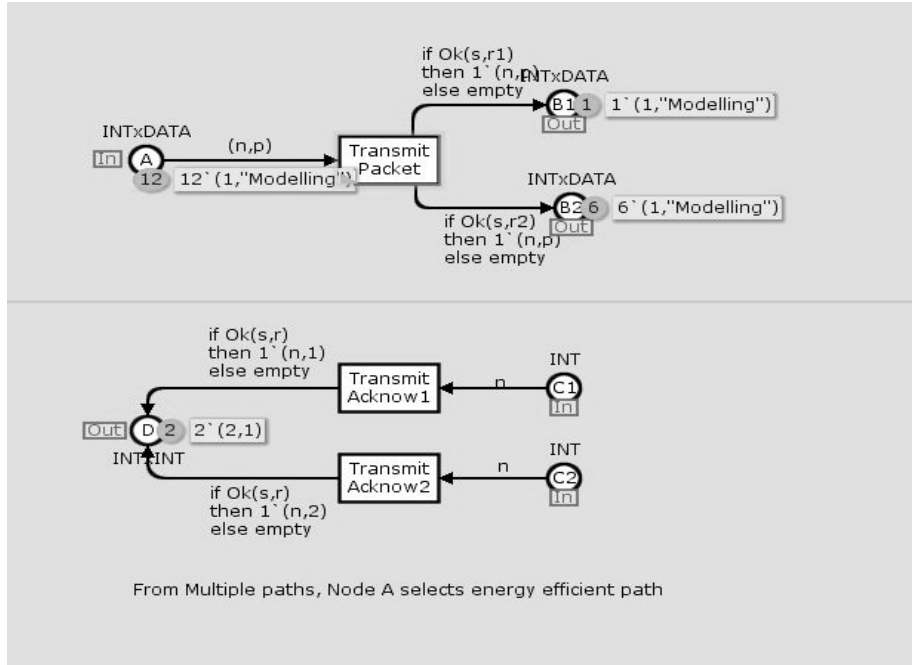 if Ok(s,r1)
then 1`(n,p)
else empty
INTxDATA
B1 1 1`(1,"Modelling")
Out
INTxDATA
(n,p)
In A
12 12`(1,"Modelling")
Transmit
Packet
INTxDATA
B2 6 6`(1,"Modelling")
Out
if Ok(s,r2)
then 1`(n,p)
else empty
if Ok(s,r)
then 1`(n,1)
else empty
Transmit
Acknow1
n
INT
C1
In
Out D 2 2`(2,1)
INTxINT
Transmit
Acknow2
n
INT
C2
In
if Ok(s,r)
then 1`(n,2)
else empty
From Multiple paths, Node A selects energy efficient path